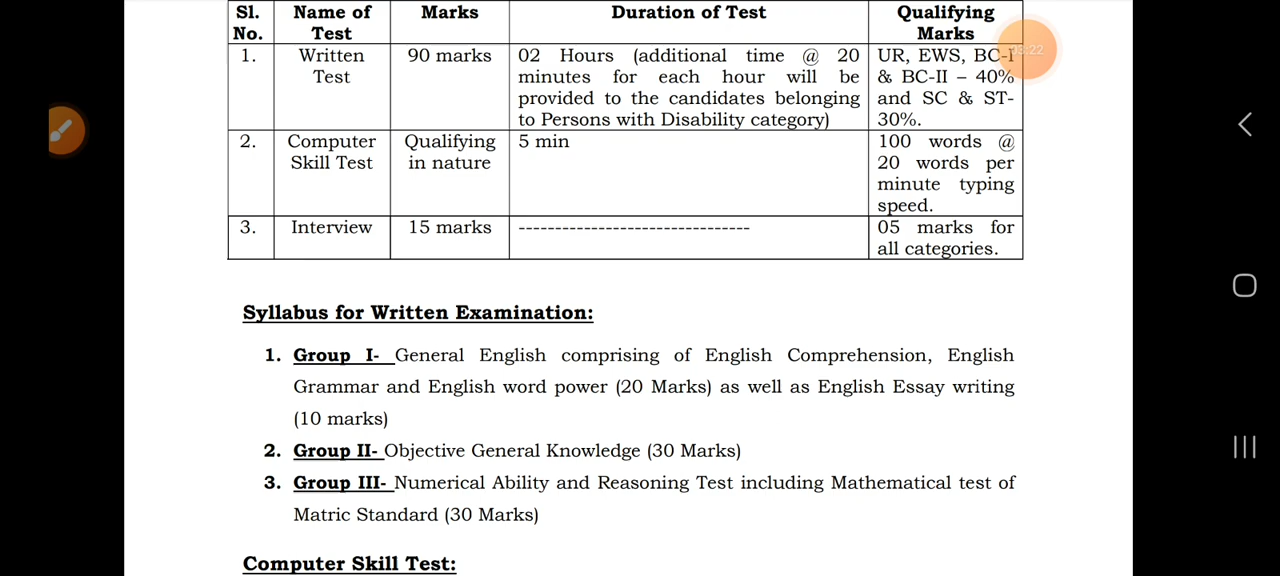 Sl. No. Name of Test Marks Duration of Test Qualifying Marks
1. Written Test 90 marks 02 Hours (additional time @ 20 minutes for each hour will be provided to the candidates belonging to Persons with Disability category) UR, EWS, BC-I & BC-II – 40% and SC & ST- 30%.
2. Computer Skill Test Qualifying in nature 5 min 100 words @ 20 words per minute typing speed.
3. Interview 15 marks -------------------------------- 05 marks for all categories.
Syllabus for Written Examination:
1. Group I- General English comprising of English Comprehension, English
Grammar and English word power (20 Marks) as well as English Essay writing
(10 marks)
2. Group II- Objective General Knowledge (30 Marks)
3. Group III- Numerical Ability and Reasoning Test including Mathematical test of
Matric Standard (30 Marks)
Computer Skill Test: